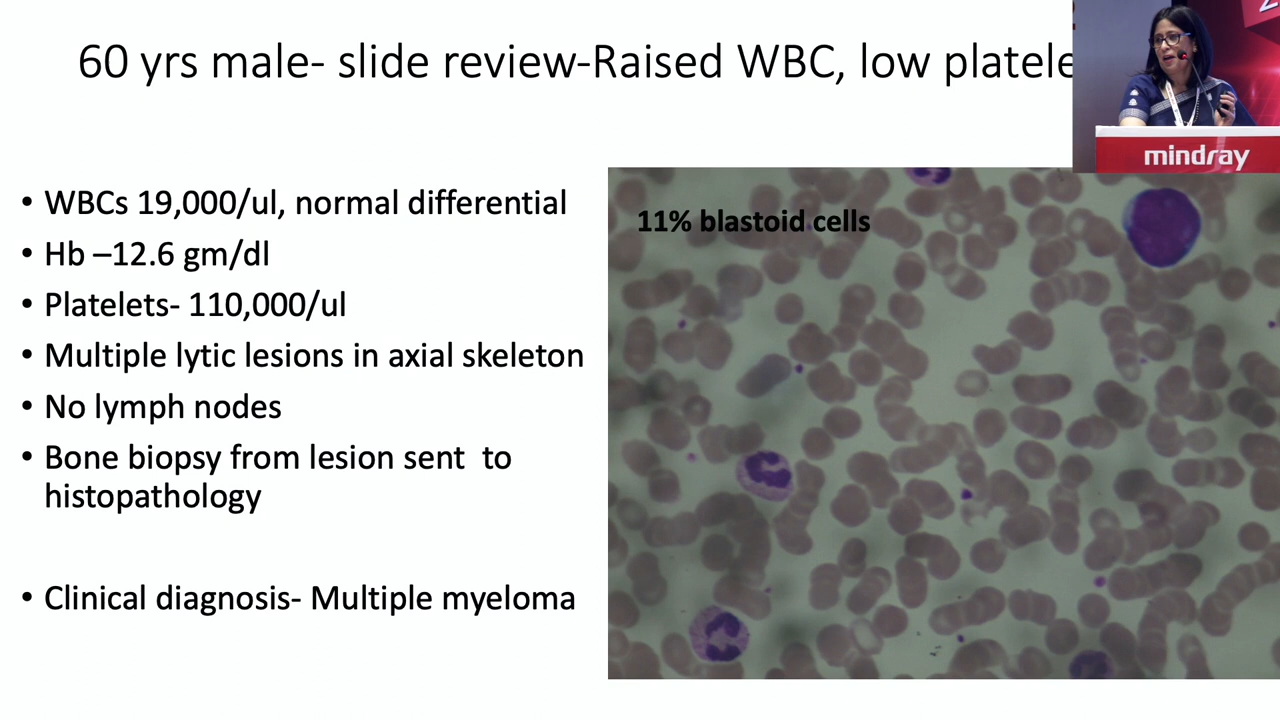 60 yrs male- slide review-Raised WBC, low platele
mindray
• WBCs 19,000/ul, normal differential
• Hb –12.6 gm/dl
• Platelets- 110,000/ul
• Multiple lytic lesions in axial skeleton
• No lymph nodes
• Bone biopsy from lesion sent to
histopathology
• Clinical diagnosis- Multiple myeloma
11% blastoid cells